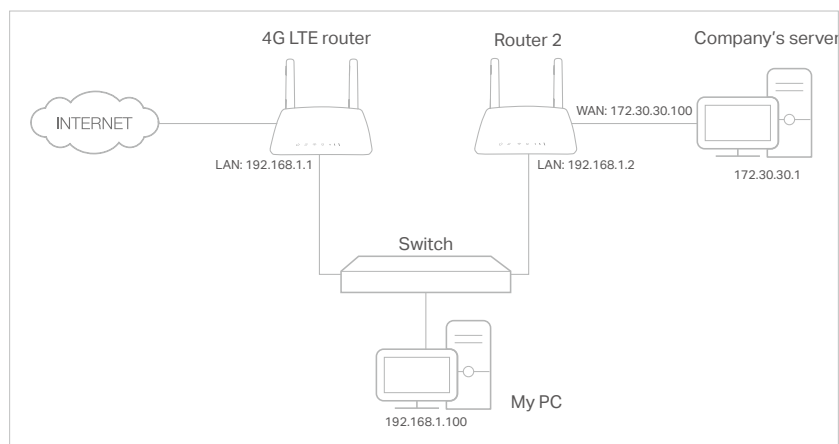 4G LTE router
Router 2
Company's server
INTERNET
WAN: 172.30.30.100
LAN: 192.168.1.1
LAN: 192.168.1.2
172.30.30.1
Switch
My PC
192.168.1.100